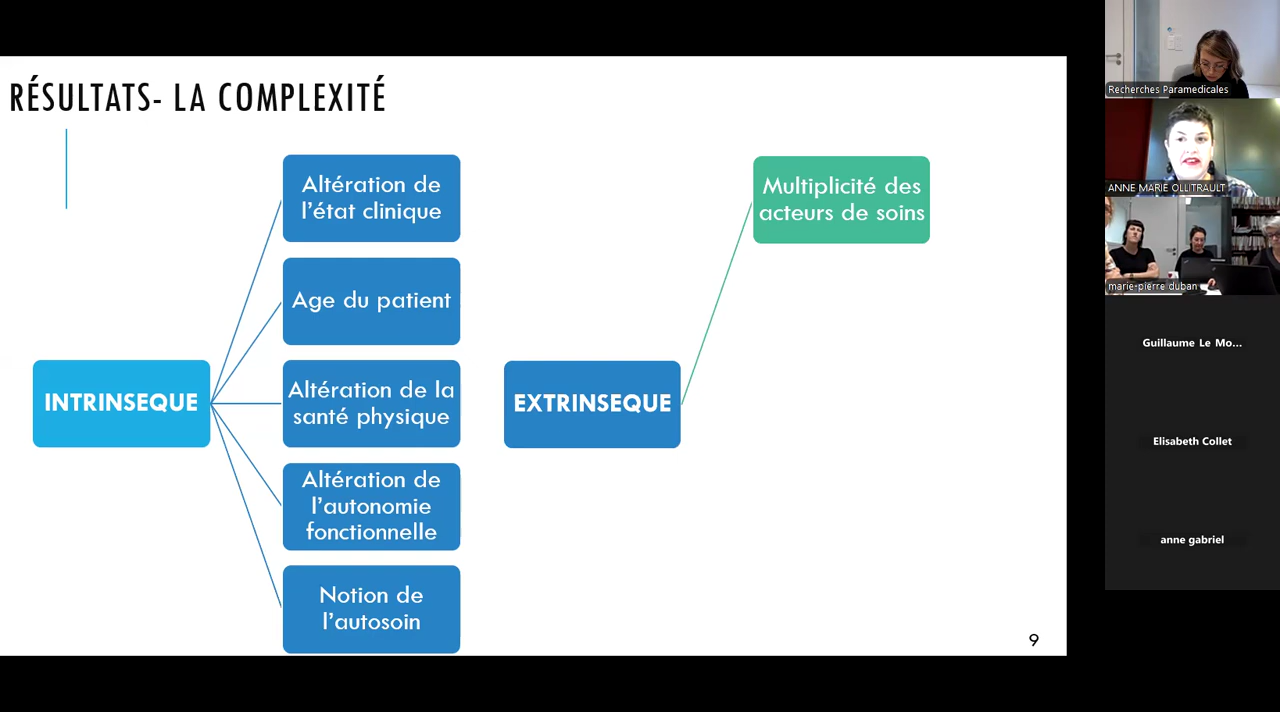 RÉSULTATS- LA COMPLEXITÉ
INTRINSEQUE
Altération de
l’état clinique
Age du patient
Altération de la
santé physique
Altération de
l’autonomie
fonctionnelle
Notion de
l’autosoin
EXTRINSEQUE
Multiplicité des
acteurs de soins
9
Recherches Paramedicales
ANNE MARIE OLLITRAULT
marie-pierre duban
Guillaume Le Mo...
Elisabeth Collet
anne gabriel